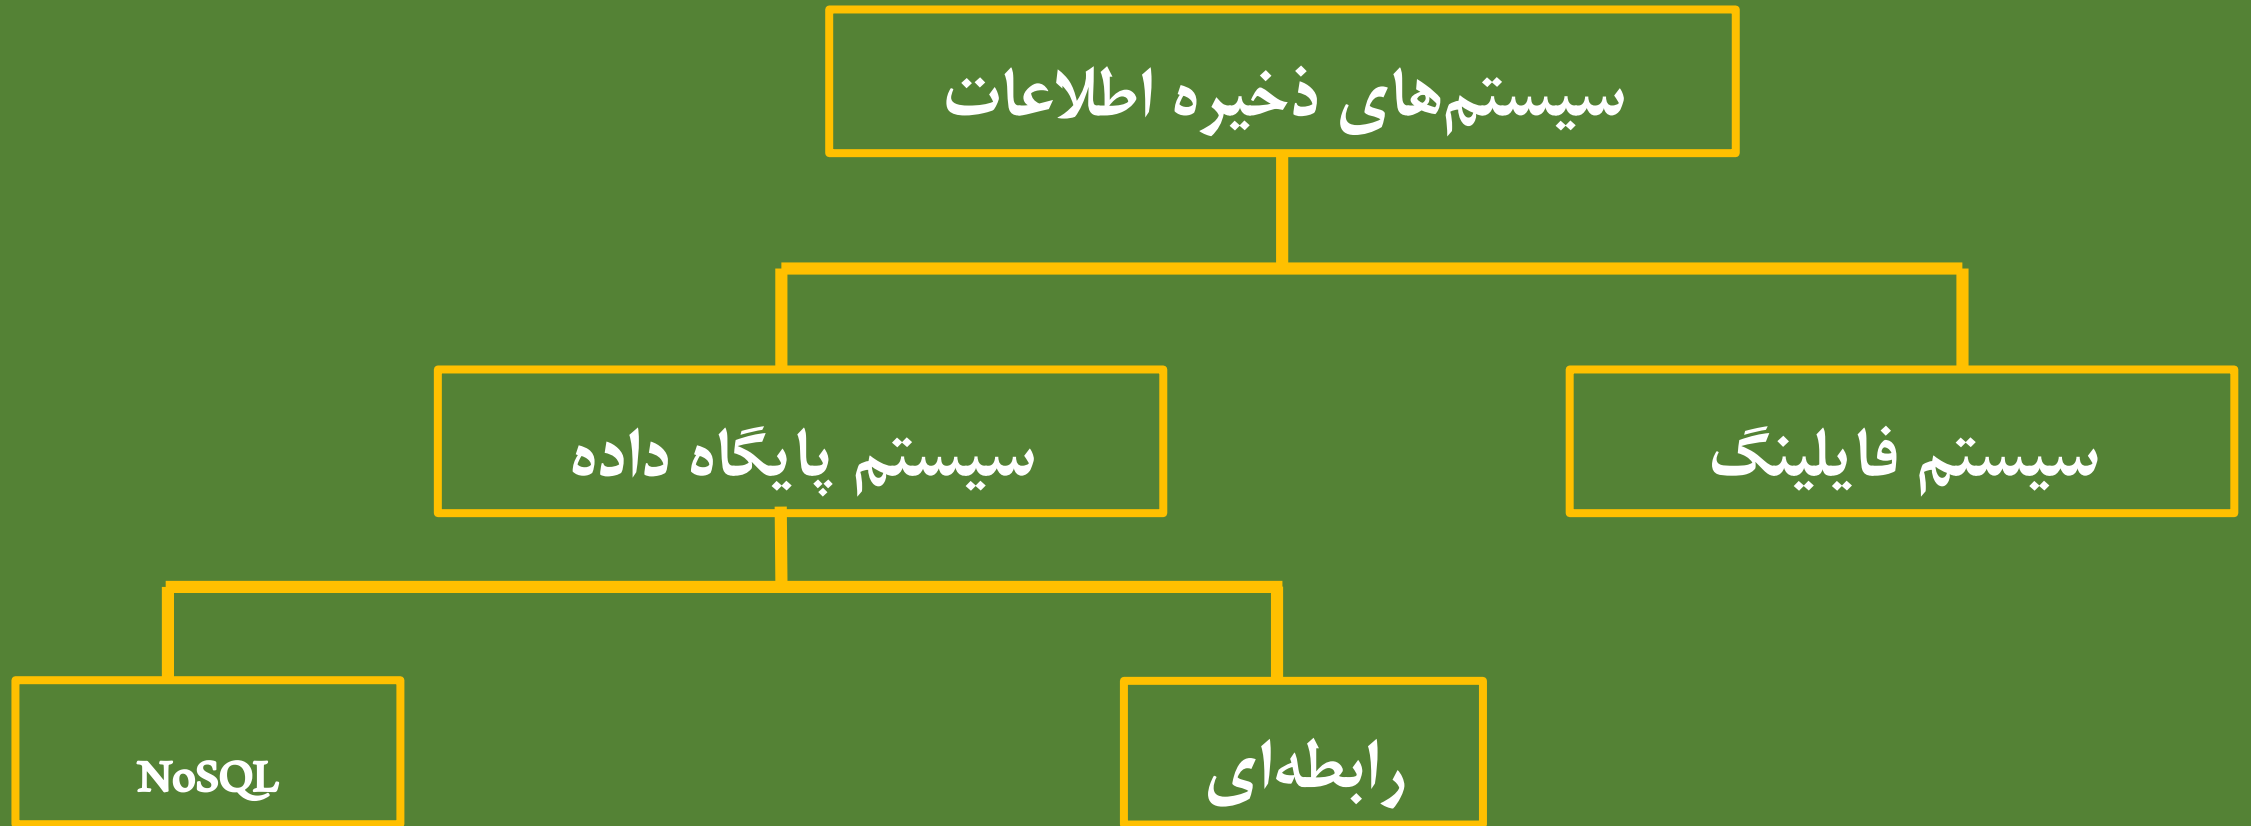 سیستم‌های ذخیره اطلاعات
سیستم فایلینگ
سیستم پایگاه داده
رابطه‌ای
NoSQL